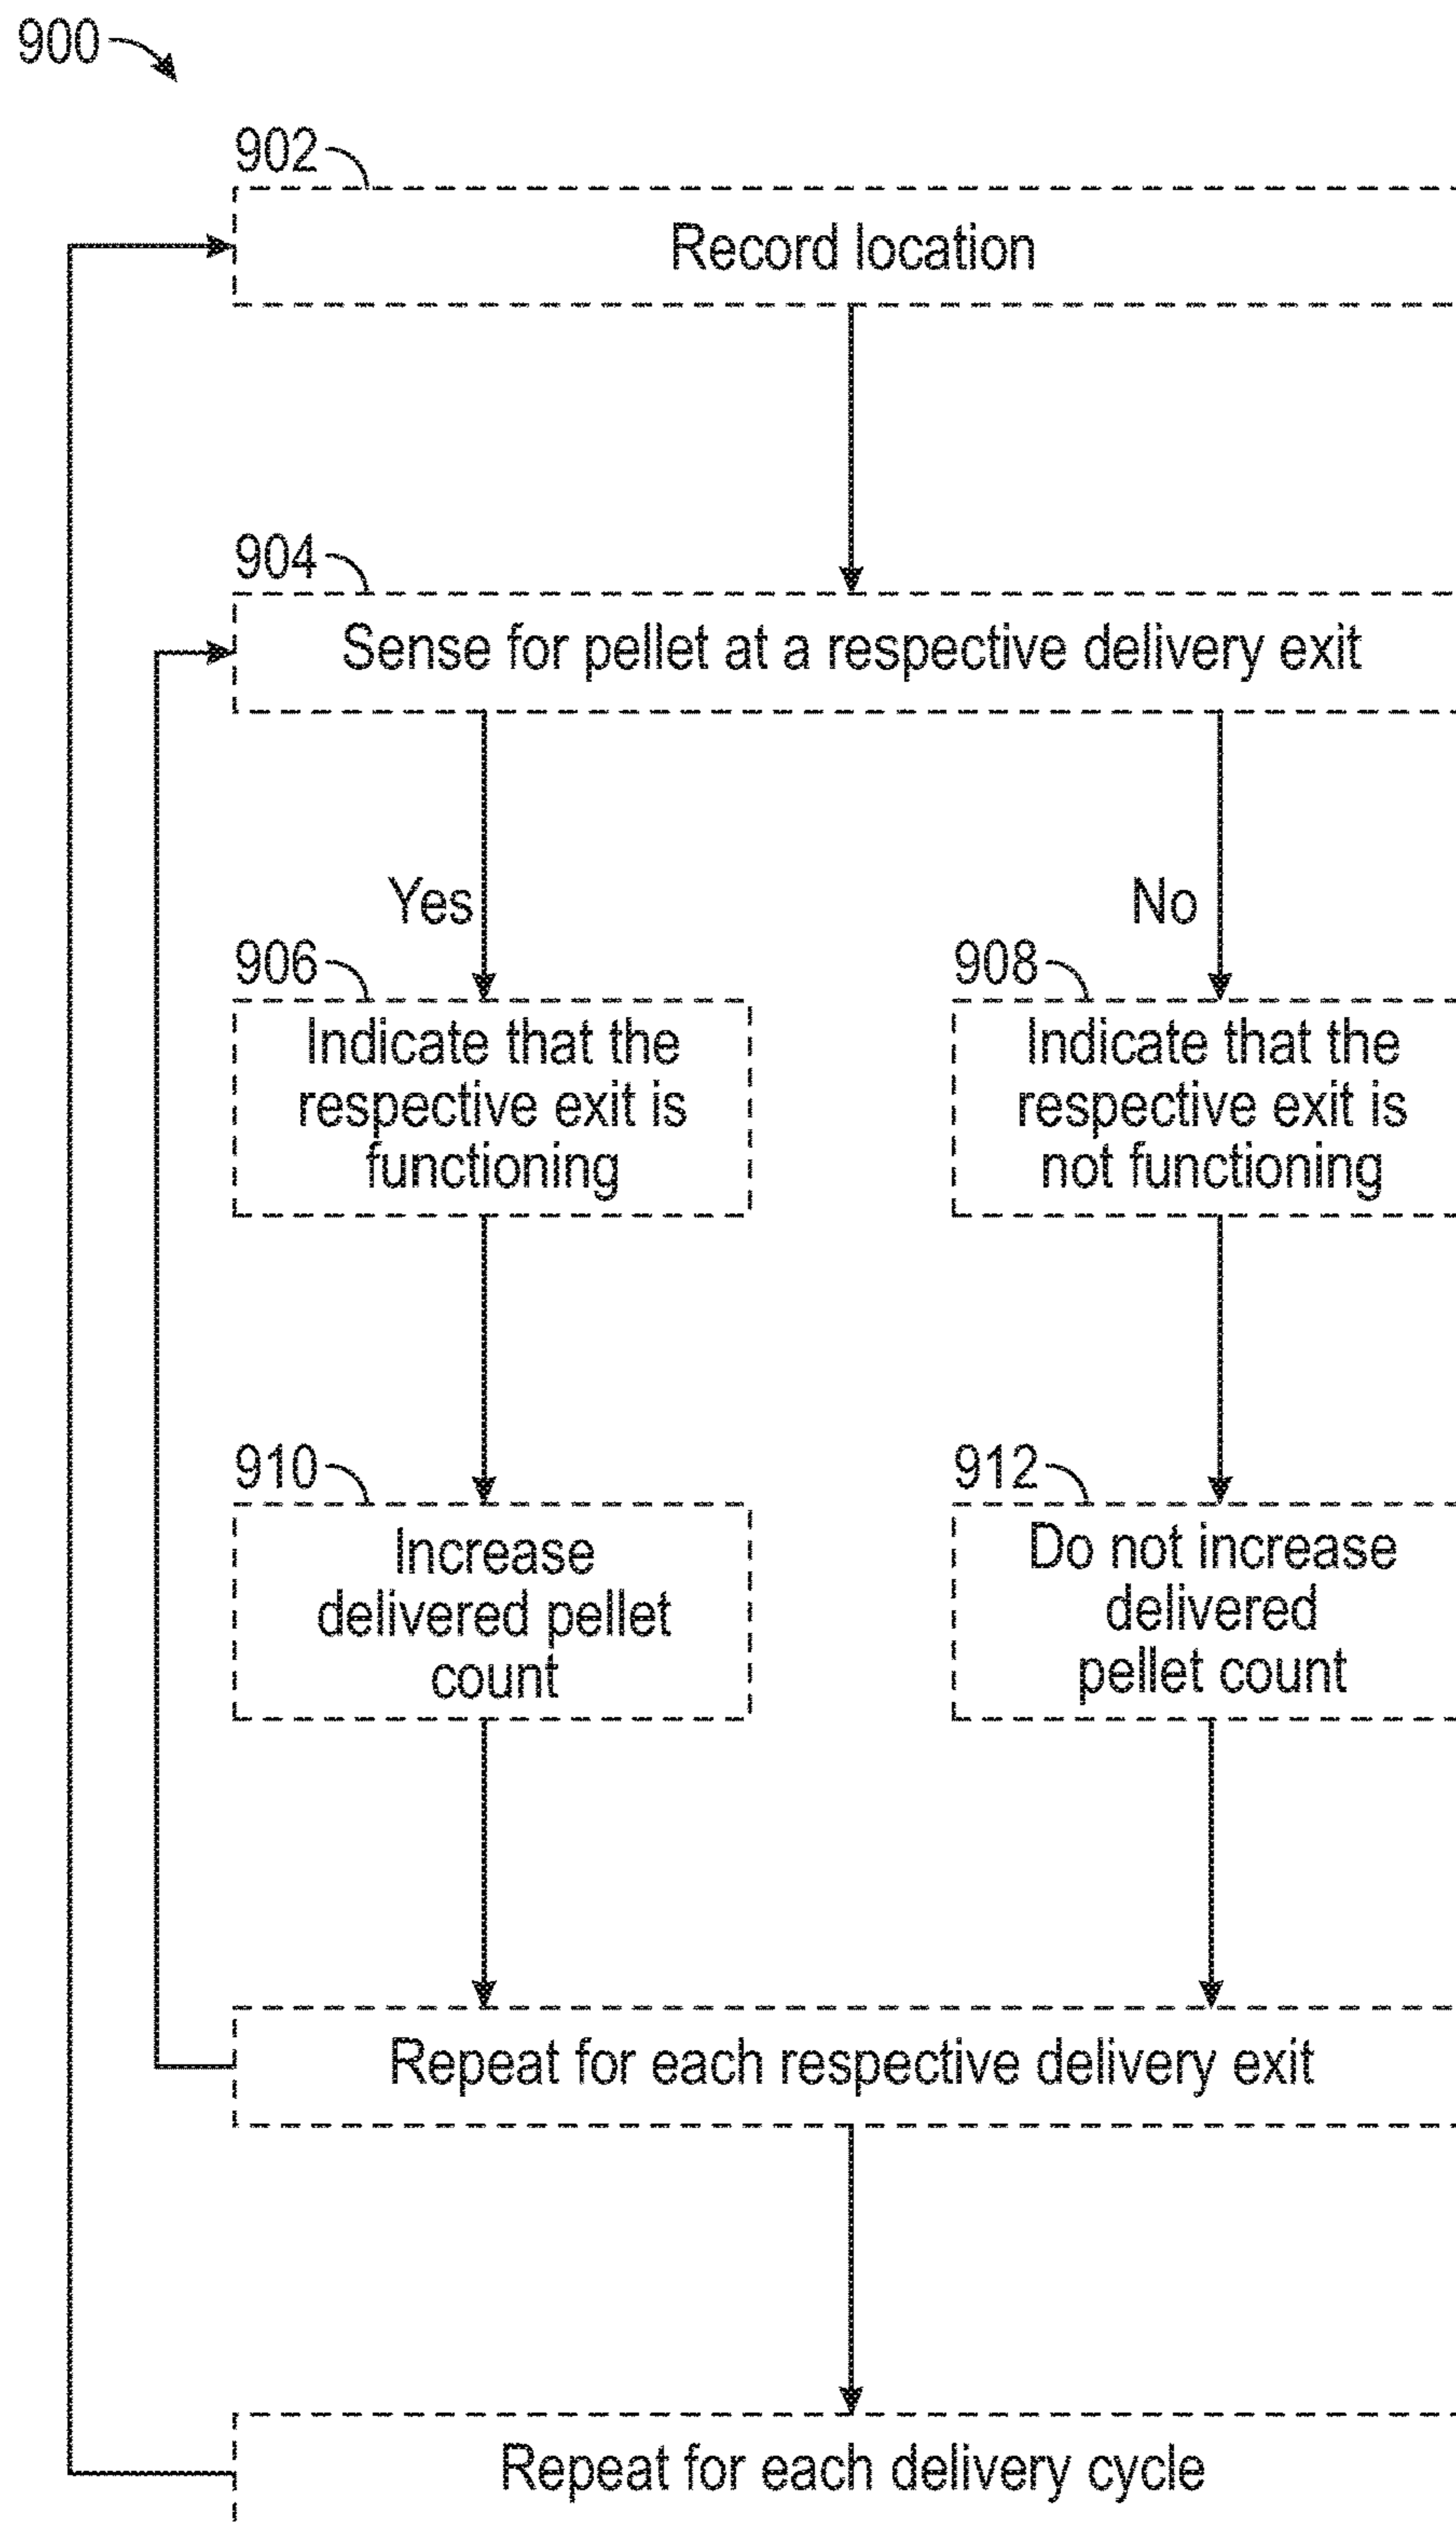 900
902
Record location
904
Sense for pellet at a respective delivery exit
Yes
No
906
Indicate that the
respective exit is
functioning
908
Indicate that the
respective exit is
not functioning
910
Increase
delivered pellet
count
912
Do not increase
delivered
pellet count
Repeat for each respective delivery exit
Repeat for each delivery cycle